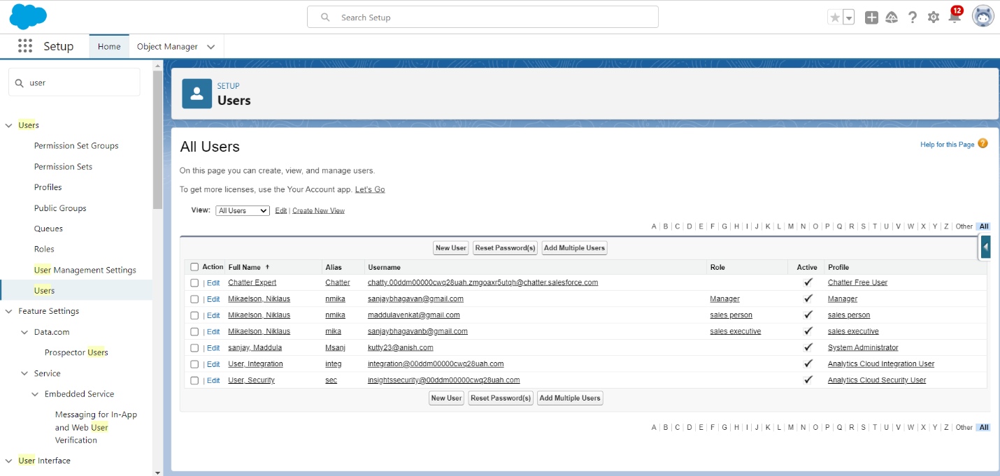 Search Setup
12
Setup Home Object Manager
user
Users
Permission Set Groups
Permission Sets
Profiles
Public Groups
Queues
Roles
User Management Settings
Users
Feature Settings
Data.com
Prospector Users
Service
Embedded Service
Messaging for In-App
and Web User
Verification
User Interface
SETUP
Users
All Users
Help for this Page ?
On this page you can create, view, and manage users.
To get more licenses, use the Your Account app. Let's Go
View: All Users Edit | Create New View
A | B | C | D | E | F | G | H | I | J | K | L | M | N | O | P | Q | R | S | T | U | V | W | X | Y | Z | Other | All
New User Reset Password(s) Add Multiple Users
Action Full Name ↑ Alias Username Role Active Profile
| Edit Chatter Expert Chatter chatty.00ddm00000cwq28uah.zmgoaxr5utqh@chatter.salesforce.com ✓ Chatter Free User
| Edit Mikaelson, Niklaus nmika sanjaybhagavan@gmail.com Manager ✓ Manager
| Edit Mikaelson, Niklaus nmika maddulavenkat@gmail.com sales person ✓ sales person
| Edit Mikaelson, Niklaus mika sanjaybhagavanb@gmail.com sales executive ✓ sales executive
| Edit sanjay, Maddula Msanj kutty23@anish.com ✓ System Administrator
| Edit User, Integration integ integration@00ddm00000cwq28uah.com ✓ Analytics Cloud Integration User
| Edit User, Security sec insightssecurity@00ddm00000cwq28uah.com ✓ Analytics Cloud Security User
New User Reset Password(s) Add Multiple Users
A | B | C | D | E | F | G | H | I | J | K | L | M | N | O | P | Q | R | S | T | U | V | W | X | Y | Z | Other | All